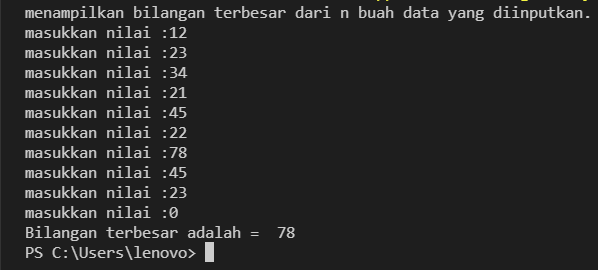 menampilkan bilangan terbesar dari n buah data yang diinputkan.
masukkan nilai :12
masukkan nilai :23
masukkan nilai :34
masukkan nilai :21
masukkan nilai :45
masukkan nilai :22
masukkan nilai :78
masukkan nilai :45
masukkan nilai :23
masukkan nilai :0
Bilangan terbesar adalah =  78
PS C:\Users\lenovo>